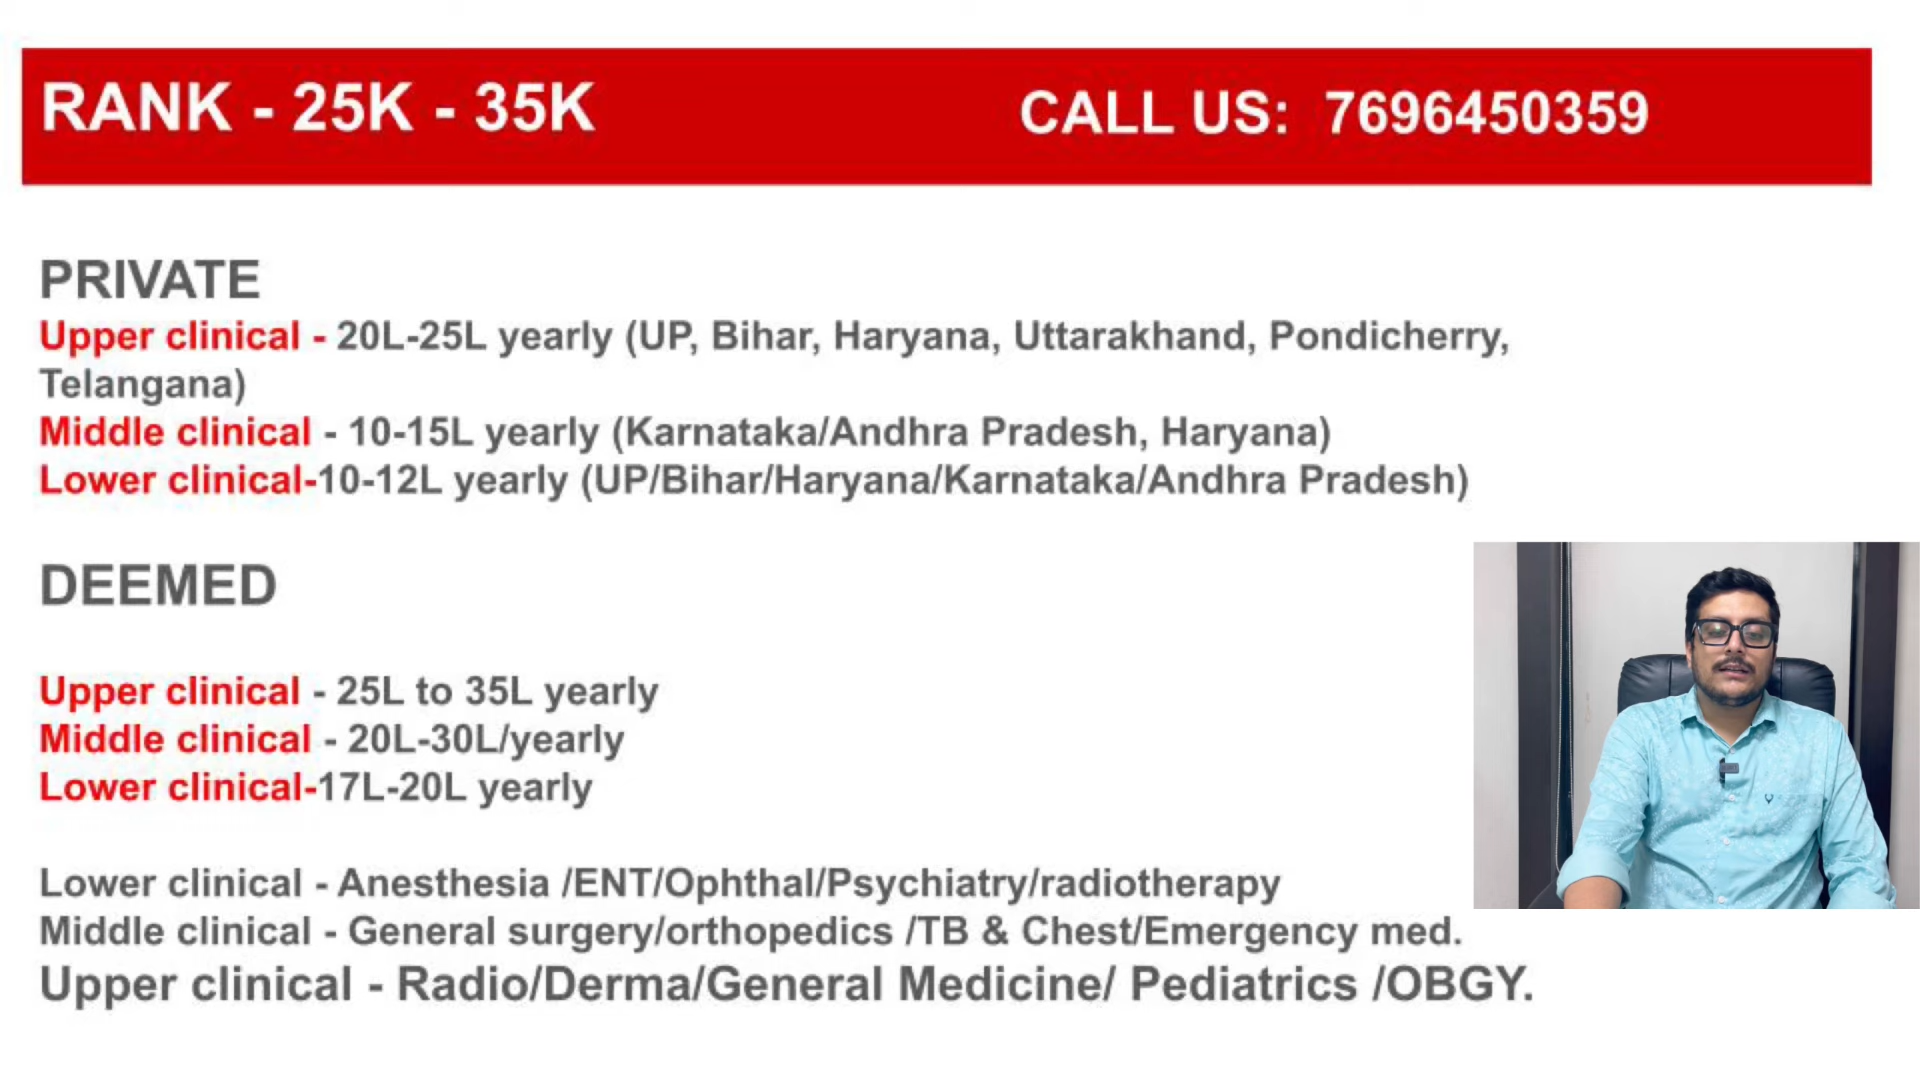 RANK - 25K - 35K
CALL US: 7696450359
PRIVATE
Upper clinical - 20L-25L yearly (UP, Bihar, Haryana, Uttarakhand, Pondicherry,
Telangana)
Middle clinical - 10-15L yearly (Karnataka/Andhra Pradesh, Haryana)
Lower clinical-10-12L yearly (UP/Bihar/Haryana/Karnataka/Andhra Pradesh)
DEEMED
Upper clinical - 25L to 35L yearly
Middle clinical - 20L-30L/yearly
Lower clinical-17L-20L yearly
Lower clinical - Anesthesia /ENT/Ophthal/Psychiatry/radiotherapy
Middle clinical - General surgery/orthopedics /TB & Chest/Emergency med.
Upper clinical - Radio/Derma/General Medicine/ Pediatrics /OBGY.